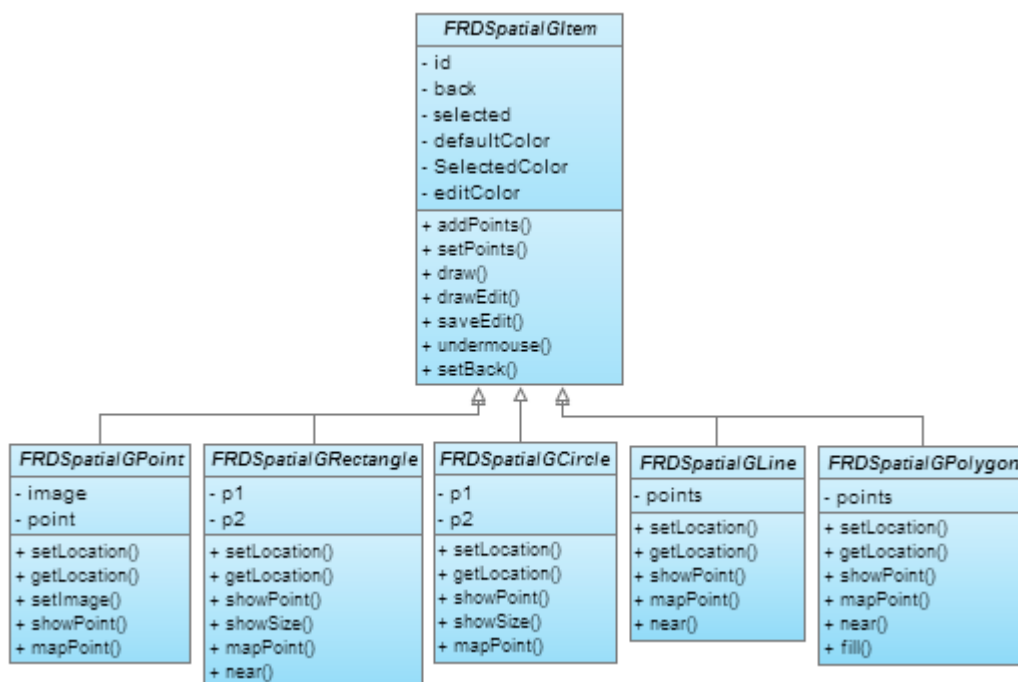 FRDSpatialGItem
- id
- back
- selected
- defaultColor
- SelectedColor
- editColor
+ addPoints()
+ setPoints()
+ draw()
+ drawEdit()
+ saveEdit()
+ undermouse()
+ setBack()
FRDSpatialGPoint
- image
- point
+ setLocation()
+ getLocation()
+ setImage()
+ showPoint()
+ mapPoint()
FRDSpatialGRectangle
- p1
- p2
+ setLocation()
+ getLocation()
+ showPoint()
+ showSize()
+ mapPoint()
+ near()
FRDSpatialGCircle
- p1
- p2
+ setLocation()
+ getLocation()
+ showPoint()
+ showSize()
+ mapPoint()
FRDSpatialGLine
- points
+ setLocation()
+ getLocation()
+ showPoint()
+ mapPoint()
+ near()
FRDSpatialGPolygon
- points
+ setLocation()
+ getLocation()
+ showPoint()
+ mapPoint()
+ near()
+ fill()